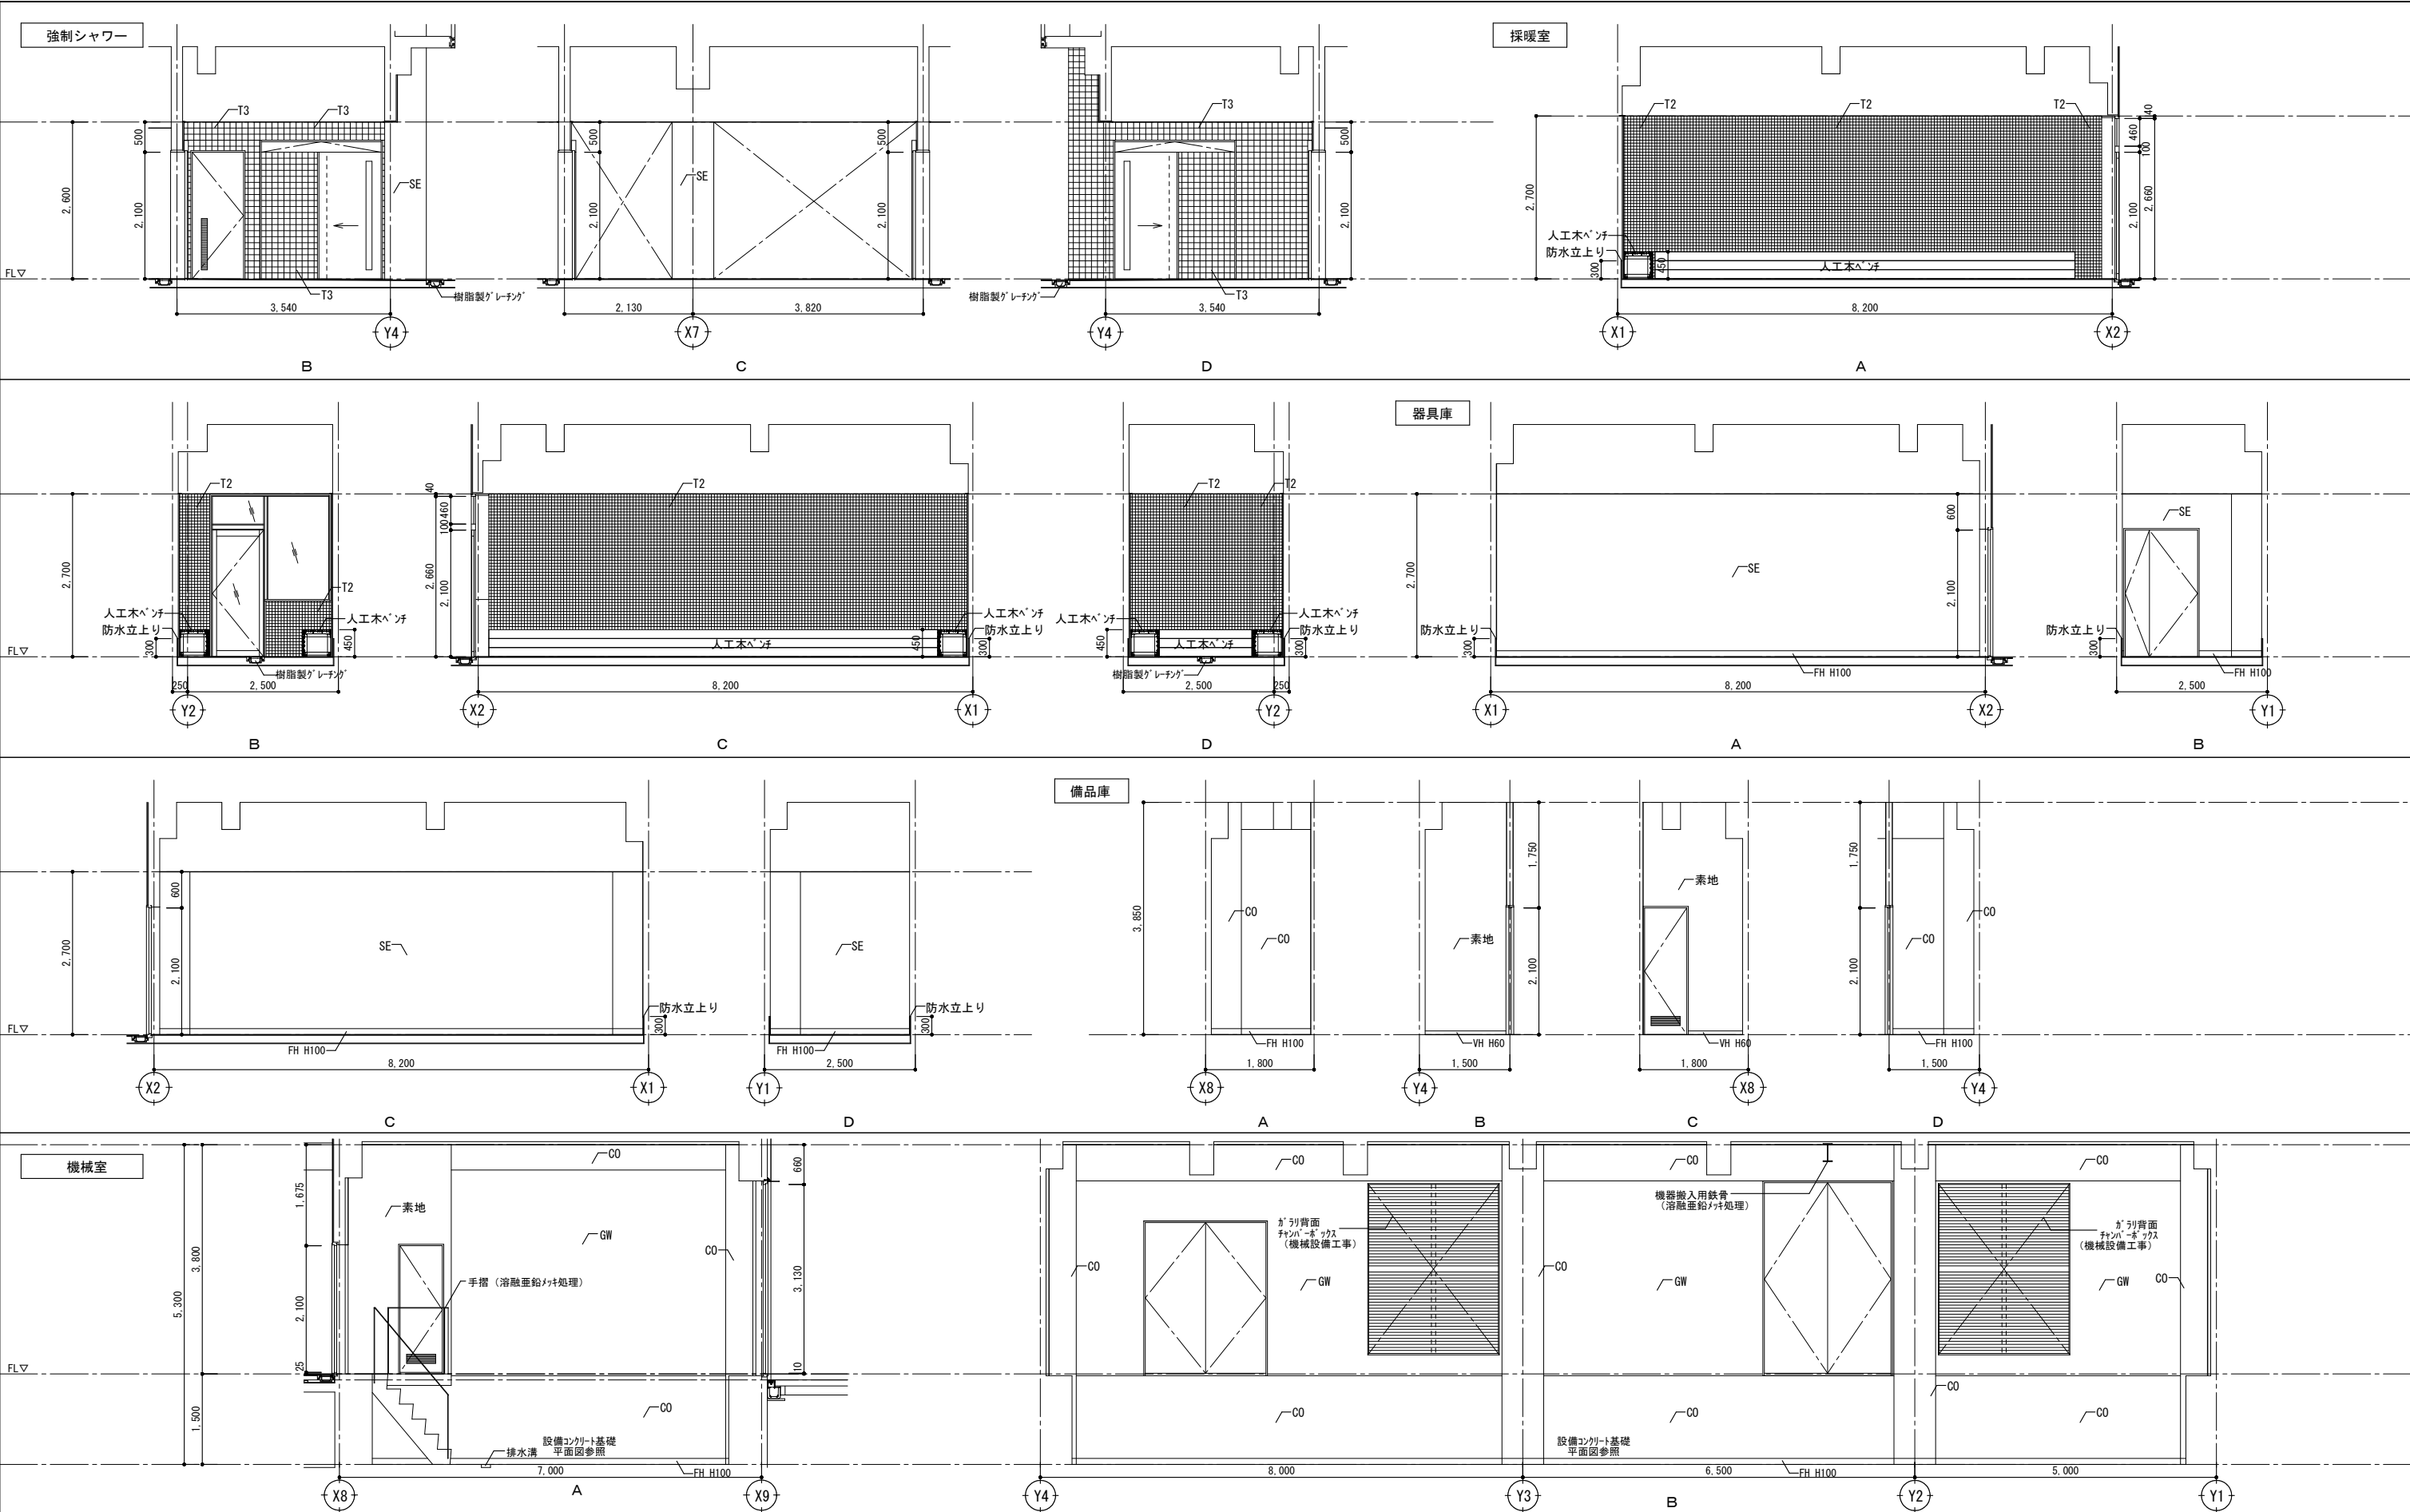 強制シャワー
T3
T3
500
2,600
2,100
SE
FL▽
T3
樹脂製グレーチング
3,540
Y4
B
500
500
SE
2,100
2,100
2,130
3,820
X7
C
T3
500
2,100
樹脂製グレーチング
T3
3,540
Y4
D
採暖室
T2
T2
T2
40
460
100
2,700
2,100
2,660
人工木ベンチ
防水立上り
300
450
人工木ベンチ
8,200
X1
X2
A
T2
2,700
T2
人工木ベンチ
防水立上り
人工木ベンチ
300
450
FL▽
樹脂製グレーチング
250
2,500
Y2
B
40
460
100
T2
2,660
2,100
人工木ベンチ
防水立上り
人工木ベンチ
450
300
8,200
X2
X1
C
T2
T2
人工木ベンチ
人工木ベンチ
防水立上り
450
人工木ベンチ
300
樹脂製グレーチング
2,500
250
Y2
D
器具庫
600
2,700
SE
2,100
防水立上り
300
FH H100
8,200
X1
X2
A
SE
防水立上り
300
FH H100
2,500
Y1
B
600
2,700
SE
2,100
防水立上り
300
FL▽
FH H100
8,200
X2
X1
C
SE
防水立上り
300
FH H100
2,500
Y1
D
備品庫
3,850
CO
CO
FH H100
1,800
X8
A
1,750
素地
2,100
VH H60
1,500
Y4
B
素地
VH H60
1,800
X8
C
1,750
CO
CO
2,100
FH H100
1,500
Y4
D
機械室
CO
660
1,675
素地
GW
CO
3,800
5,300
手摺（溶融亜鉛メッキ処理）
2,100
3,130
25
10
FL▽
1,500
CO
設備コンクリート基礎
平面図参照
排水溝
FH H100
7,000
X8
X9
A
CO
CO
CO
機器搬入用鉄骨
（溶融亜鉛メッキ処理）
ガラリ背面
チャンバーボックス
（機械設備工事）
ガラリ背面
チャンバーボックス
（機械設備工事）
CO
GW
CO
GW
GW
CO
CO
CO
CO
CO
設備コンクリート基礎
平面図参照
FH H100
8,000
6,500
5,000
Y4
Y3
Y2
Y1
B